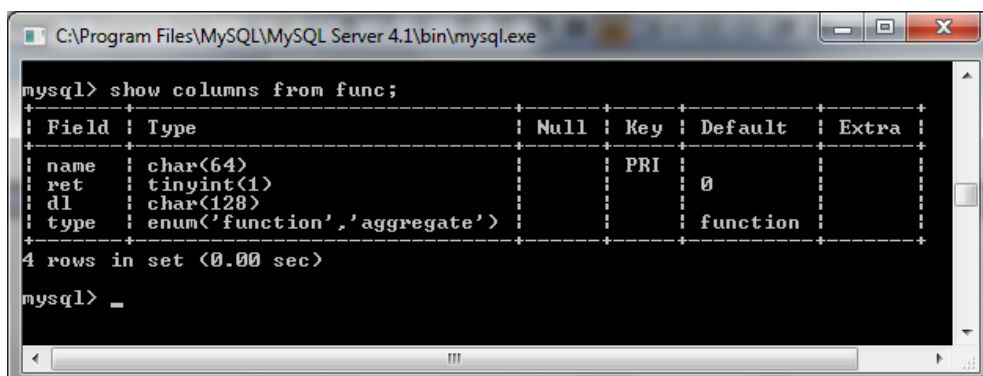 C:\Program Files\MySQL\MySQL Server 4.1\bin\mysql.exe
mysql> show columns from func;
+-------+------------------------------+------+-----+----------+-------+
| Field | Type                         | Null | Key | Default  | Extra |
+-------+------------------------------+------+-----+----------+-------+
| name  | char(64)                     |      | PRI |          |       |
| ret   | tinyint(1)                   |      |     | 0        |       |
| dl    | char(128)                    |      |     |          |       |
| type  | enum('function','aggregate') |      |     | function |       |
+-------+------------------------------+------+-----+----------+-------+
4 rows in set (0.00 sec)
mysql> _